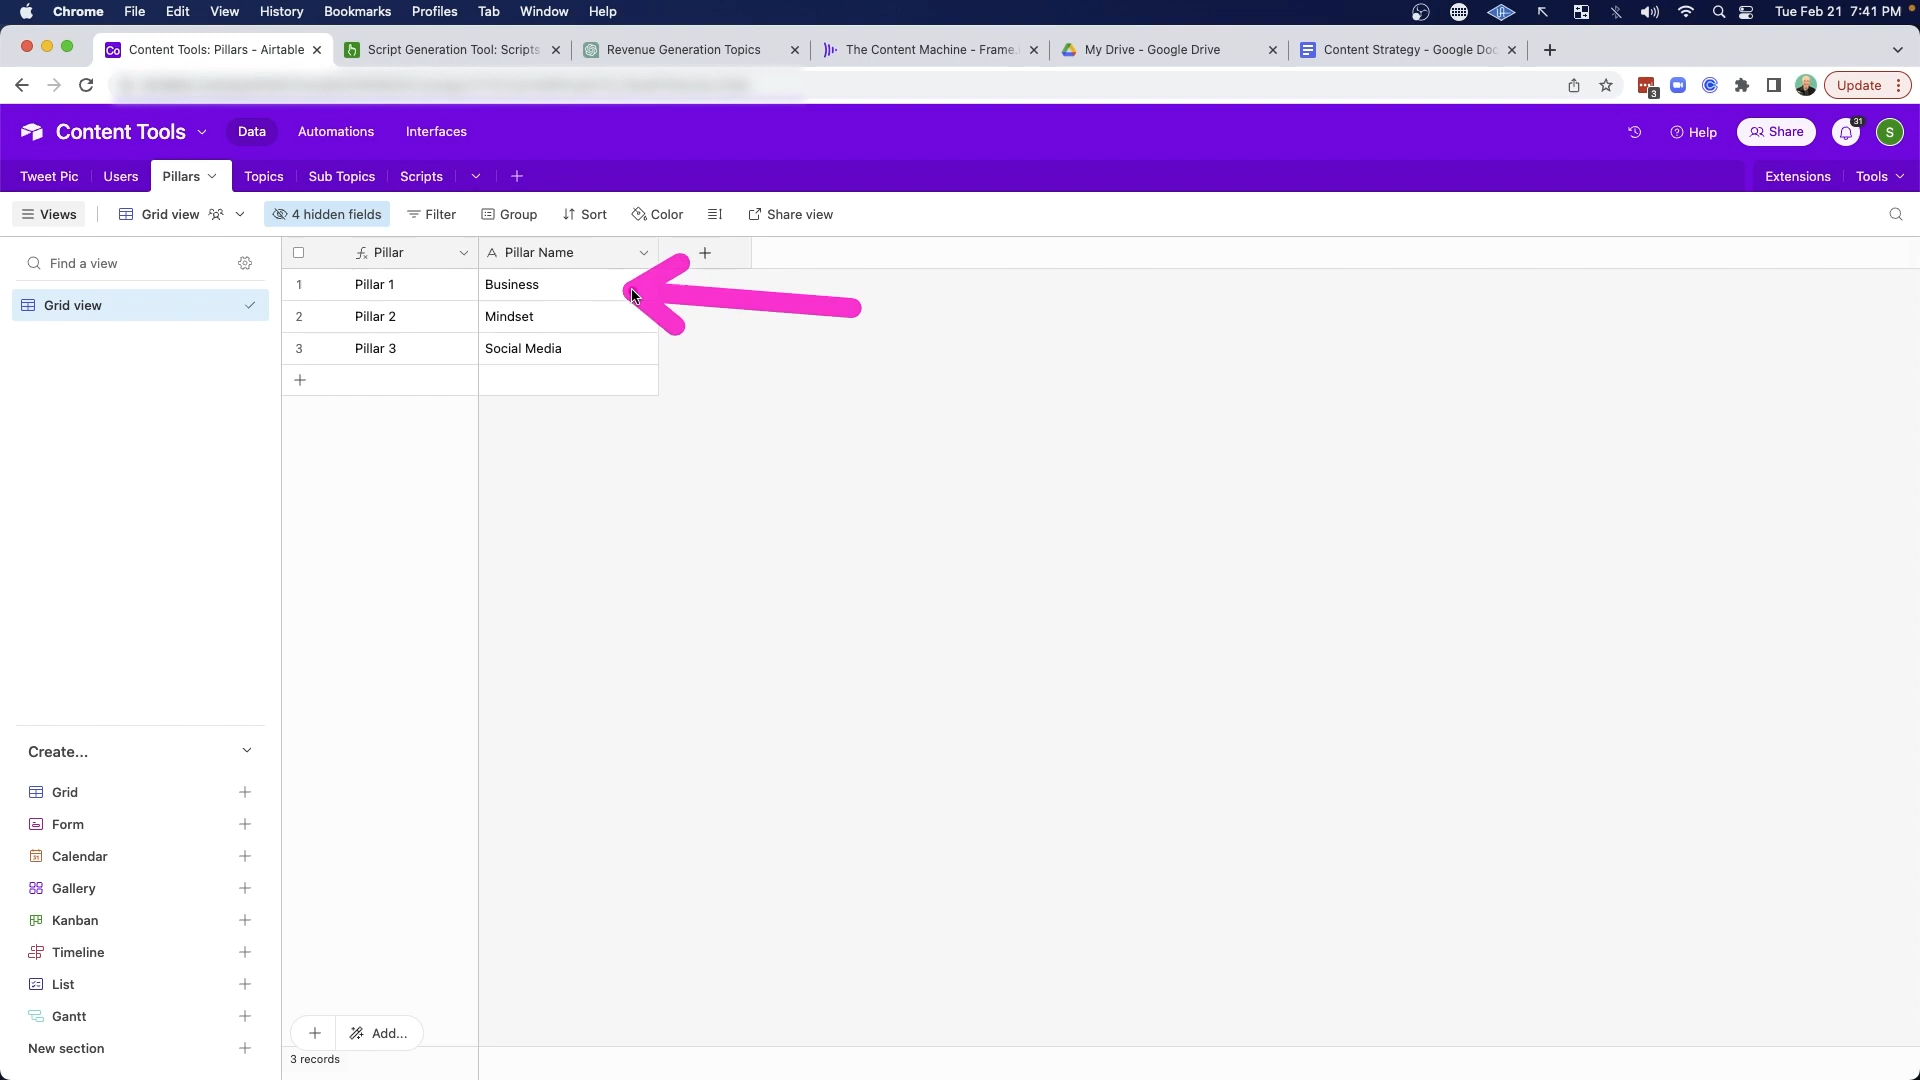 Chrome File Edit View History Bookmarks Profiles Tab Window Help Tue Feb 21 7:41 PM
Co Content Tools: Pillars - Airtable Script Generation Tool: Scripts Revenue Generation Topics The Content Machine - Frame. My Drive - Google Drive Content Strategy - Google Doc
3 Update
Content Tools Data Automations Interfaces Help Share 31 S
Tweet Pic Users Pillars Topics Sub Topics Scripts Extensions Tools
Views Grid view 4 hidden fields Filter Group Sort Color Share view
Find a view
Pillar A Pillar Name
1 Pillar 1 Business
Grid view
2 Pillar 2 Mindset
3 Pillar 3 Social Media
Create...
Grid
Form
Calendar
Gallery
Kanban
Timeline
List
Gantt
Add...
New section
3 records